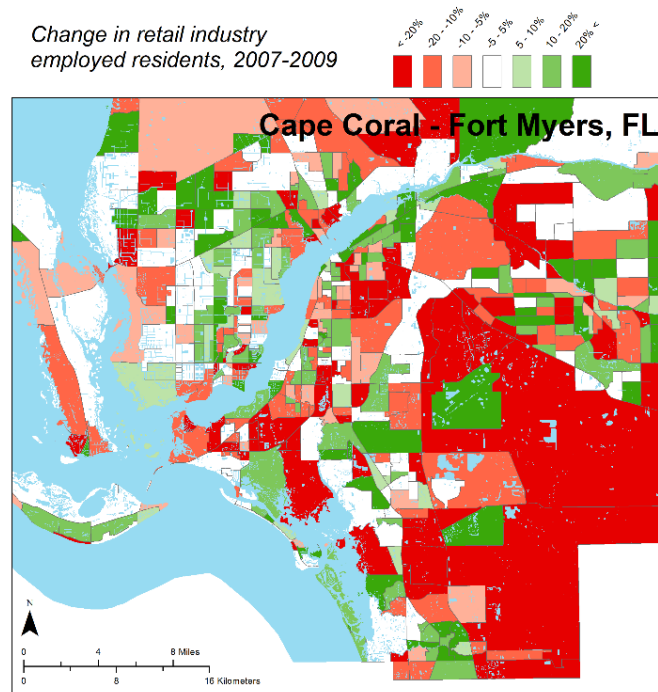 Change in retail industry
employed residents, 2007-2009
< -20%
-20 - -10%
-10 - -5%
-5 - 5%
5 - 10%
10 - 20%
20% <
Cape Coral - Fort Myers, FL
N
0 4 8 Miles
0 8 16 Kilometers